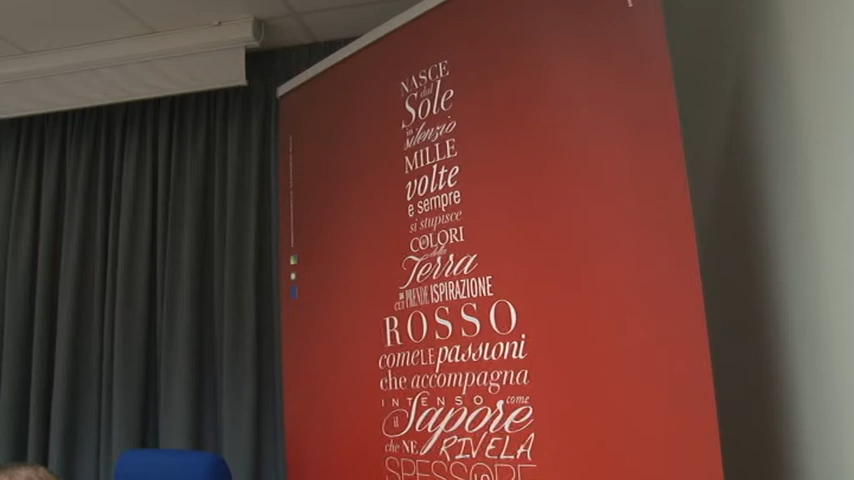 NASCE
dal
Sole
in
silenzio
MILLE
volte
e sempre
si stupisce
COLORI
della
Terra
DA CUI PRENDE ISPIRAZIONE
ROSSO
come LE passioni
che accompagna
INTENSO come
il Sapore
che NE RIVELA
SPESSORE